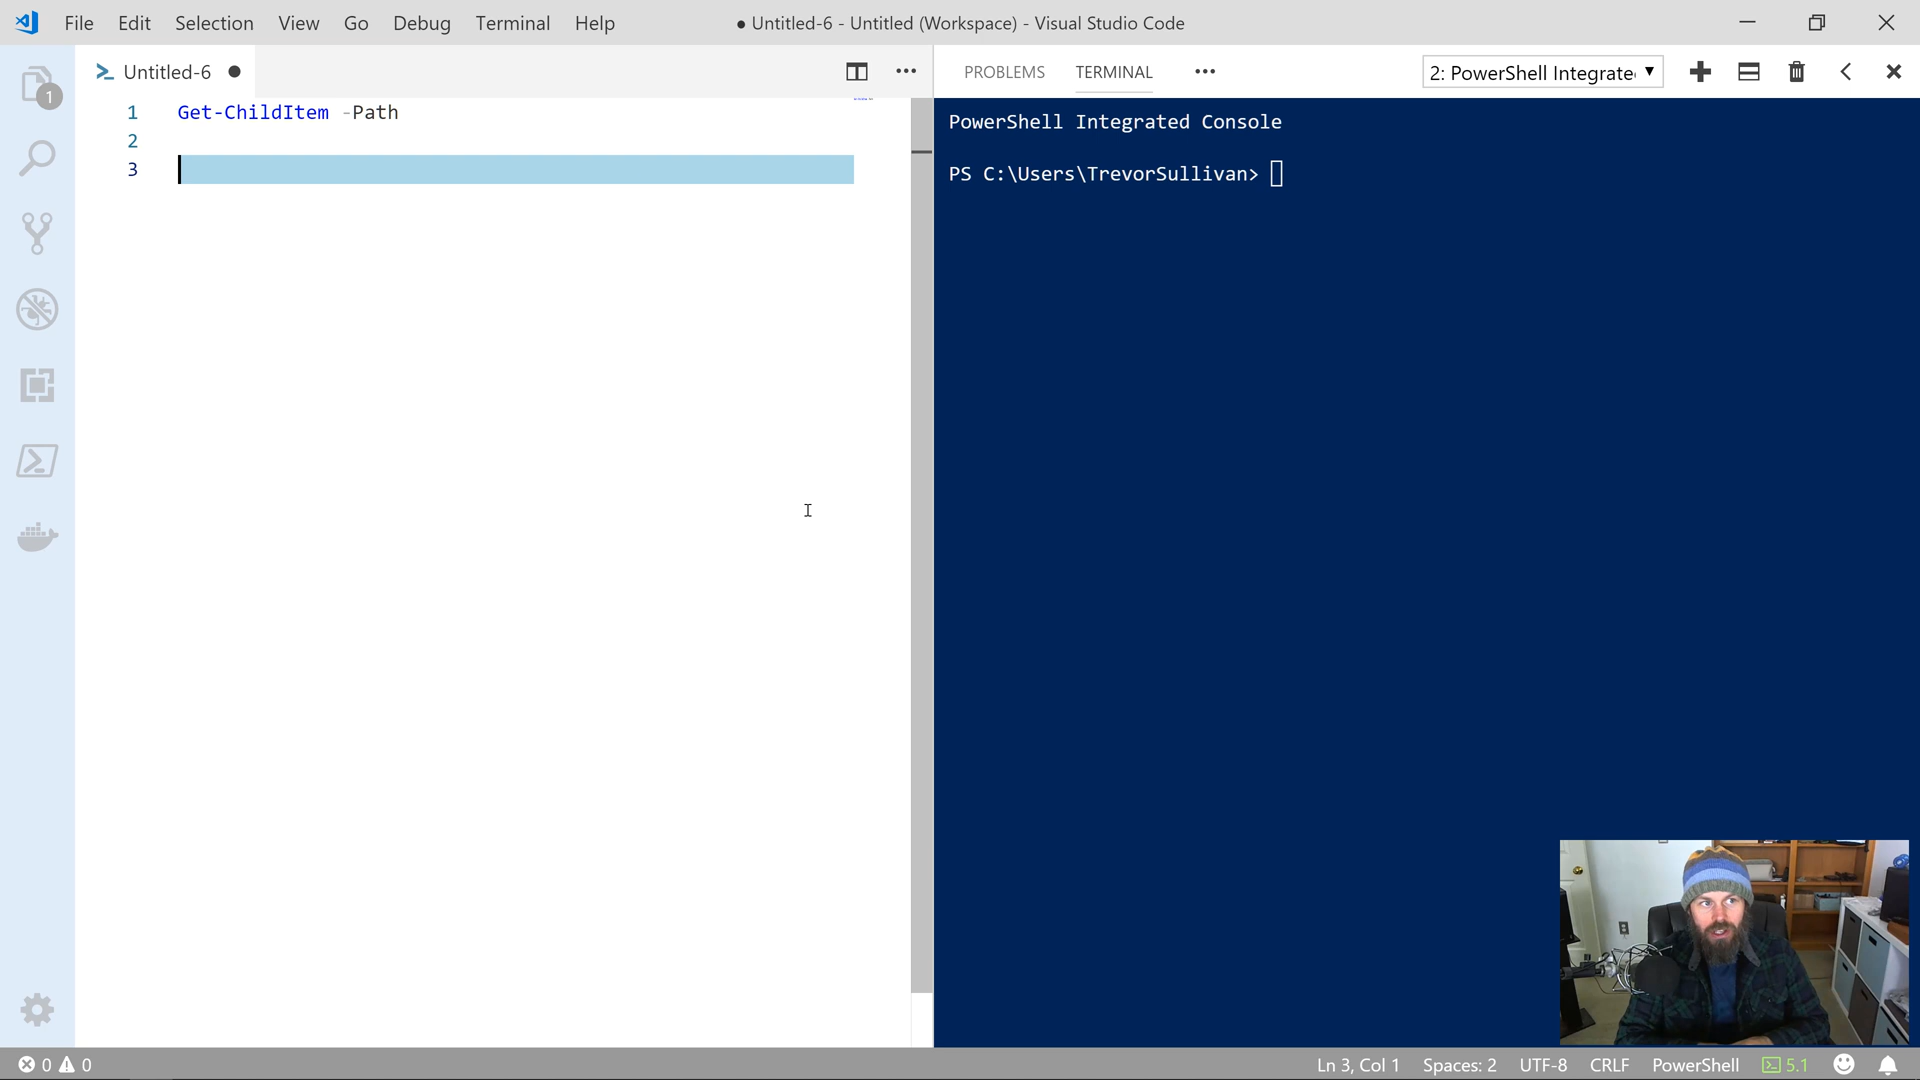 File Edit Selection View Go Debug Terminal Help
● Untitled-6 - Untitled (Workspace) - Visual Studio Code
Untitled-6 ●
PROBLEMS TERMINAL ••• 2: PowerShell Integrate
1 Get-ChildItem -Path
2
3
1
PowerShell Integrated Console
PS C:\Users\TrevorSullivan>
0 0
Ln 3, Col 1 Spaces: 2 UTF-8 CRLF PowerShell 5.1